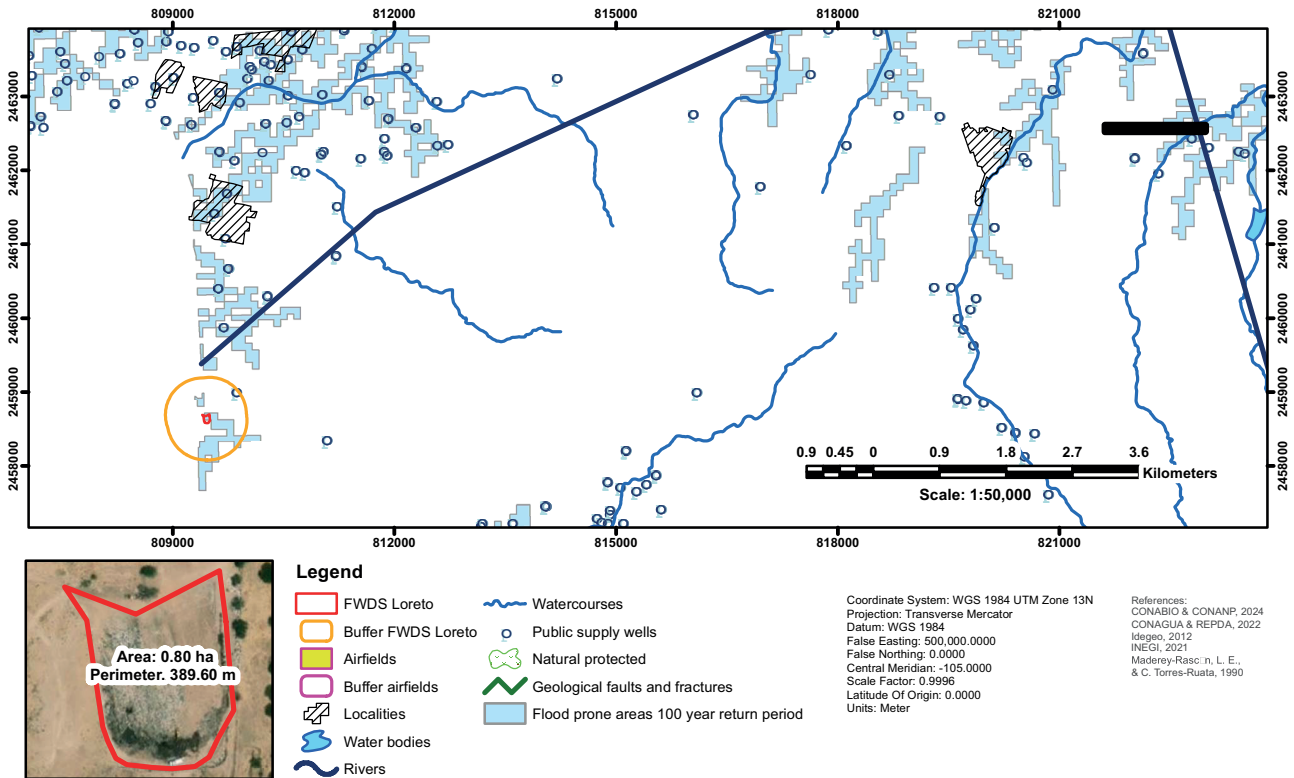 809000 812000 815000 818000 821000
2463000 2463000
2462000 2462000
2461000 2461000
2460000 2460000
2459000 2459000
2458000 2458000
0.9 0.45 0 0.9 1.8 2.7 3.6
Kilometers
Scale: 1:50,000
809000 812000 815000 818000 821000
Area: 0.80 ha
Perimeter. 389.60 m
Legend
FWDS Loreto
Buffer FWDS Loreto
Airfields
Buffer airfields
Localities
Water bodies
Rivers
Watercourses
Public supply wells
Natural protected
Geological faults and fractures
Flood prone areas 100 year return period
Coordinate System: WGS 1984 UTM Zone 13N
Projection: Transverse Mercator
Datum: WGS 1984
False Easting: 500,000.0000
False Northing: 0.0000
Central Meridian: -105.0000
Scale Factor: 0.9996
Latitude Of Origin: 0.0000
Units: Meter
References:
CONABIO & CONANP, 2024
CONAGUA & REPDA, 2022
Idegeo, 2012
INEGI, 2021
Maderey-Rasc□n, L. E.,
& C. Torres-Ruata, 1990